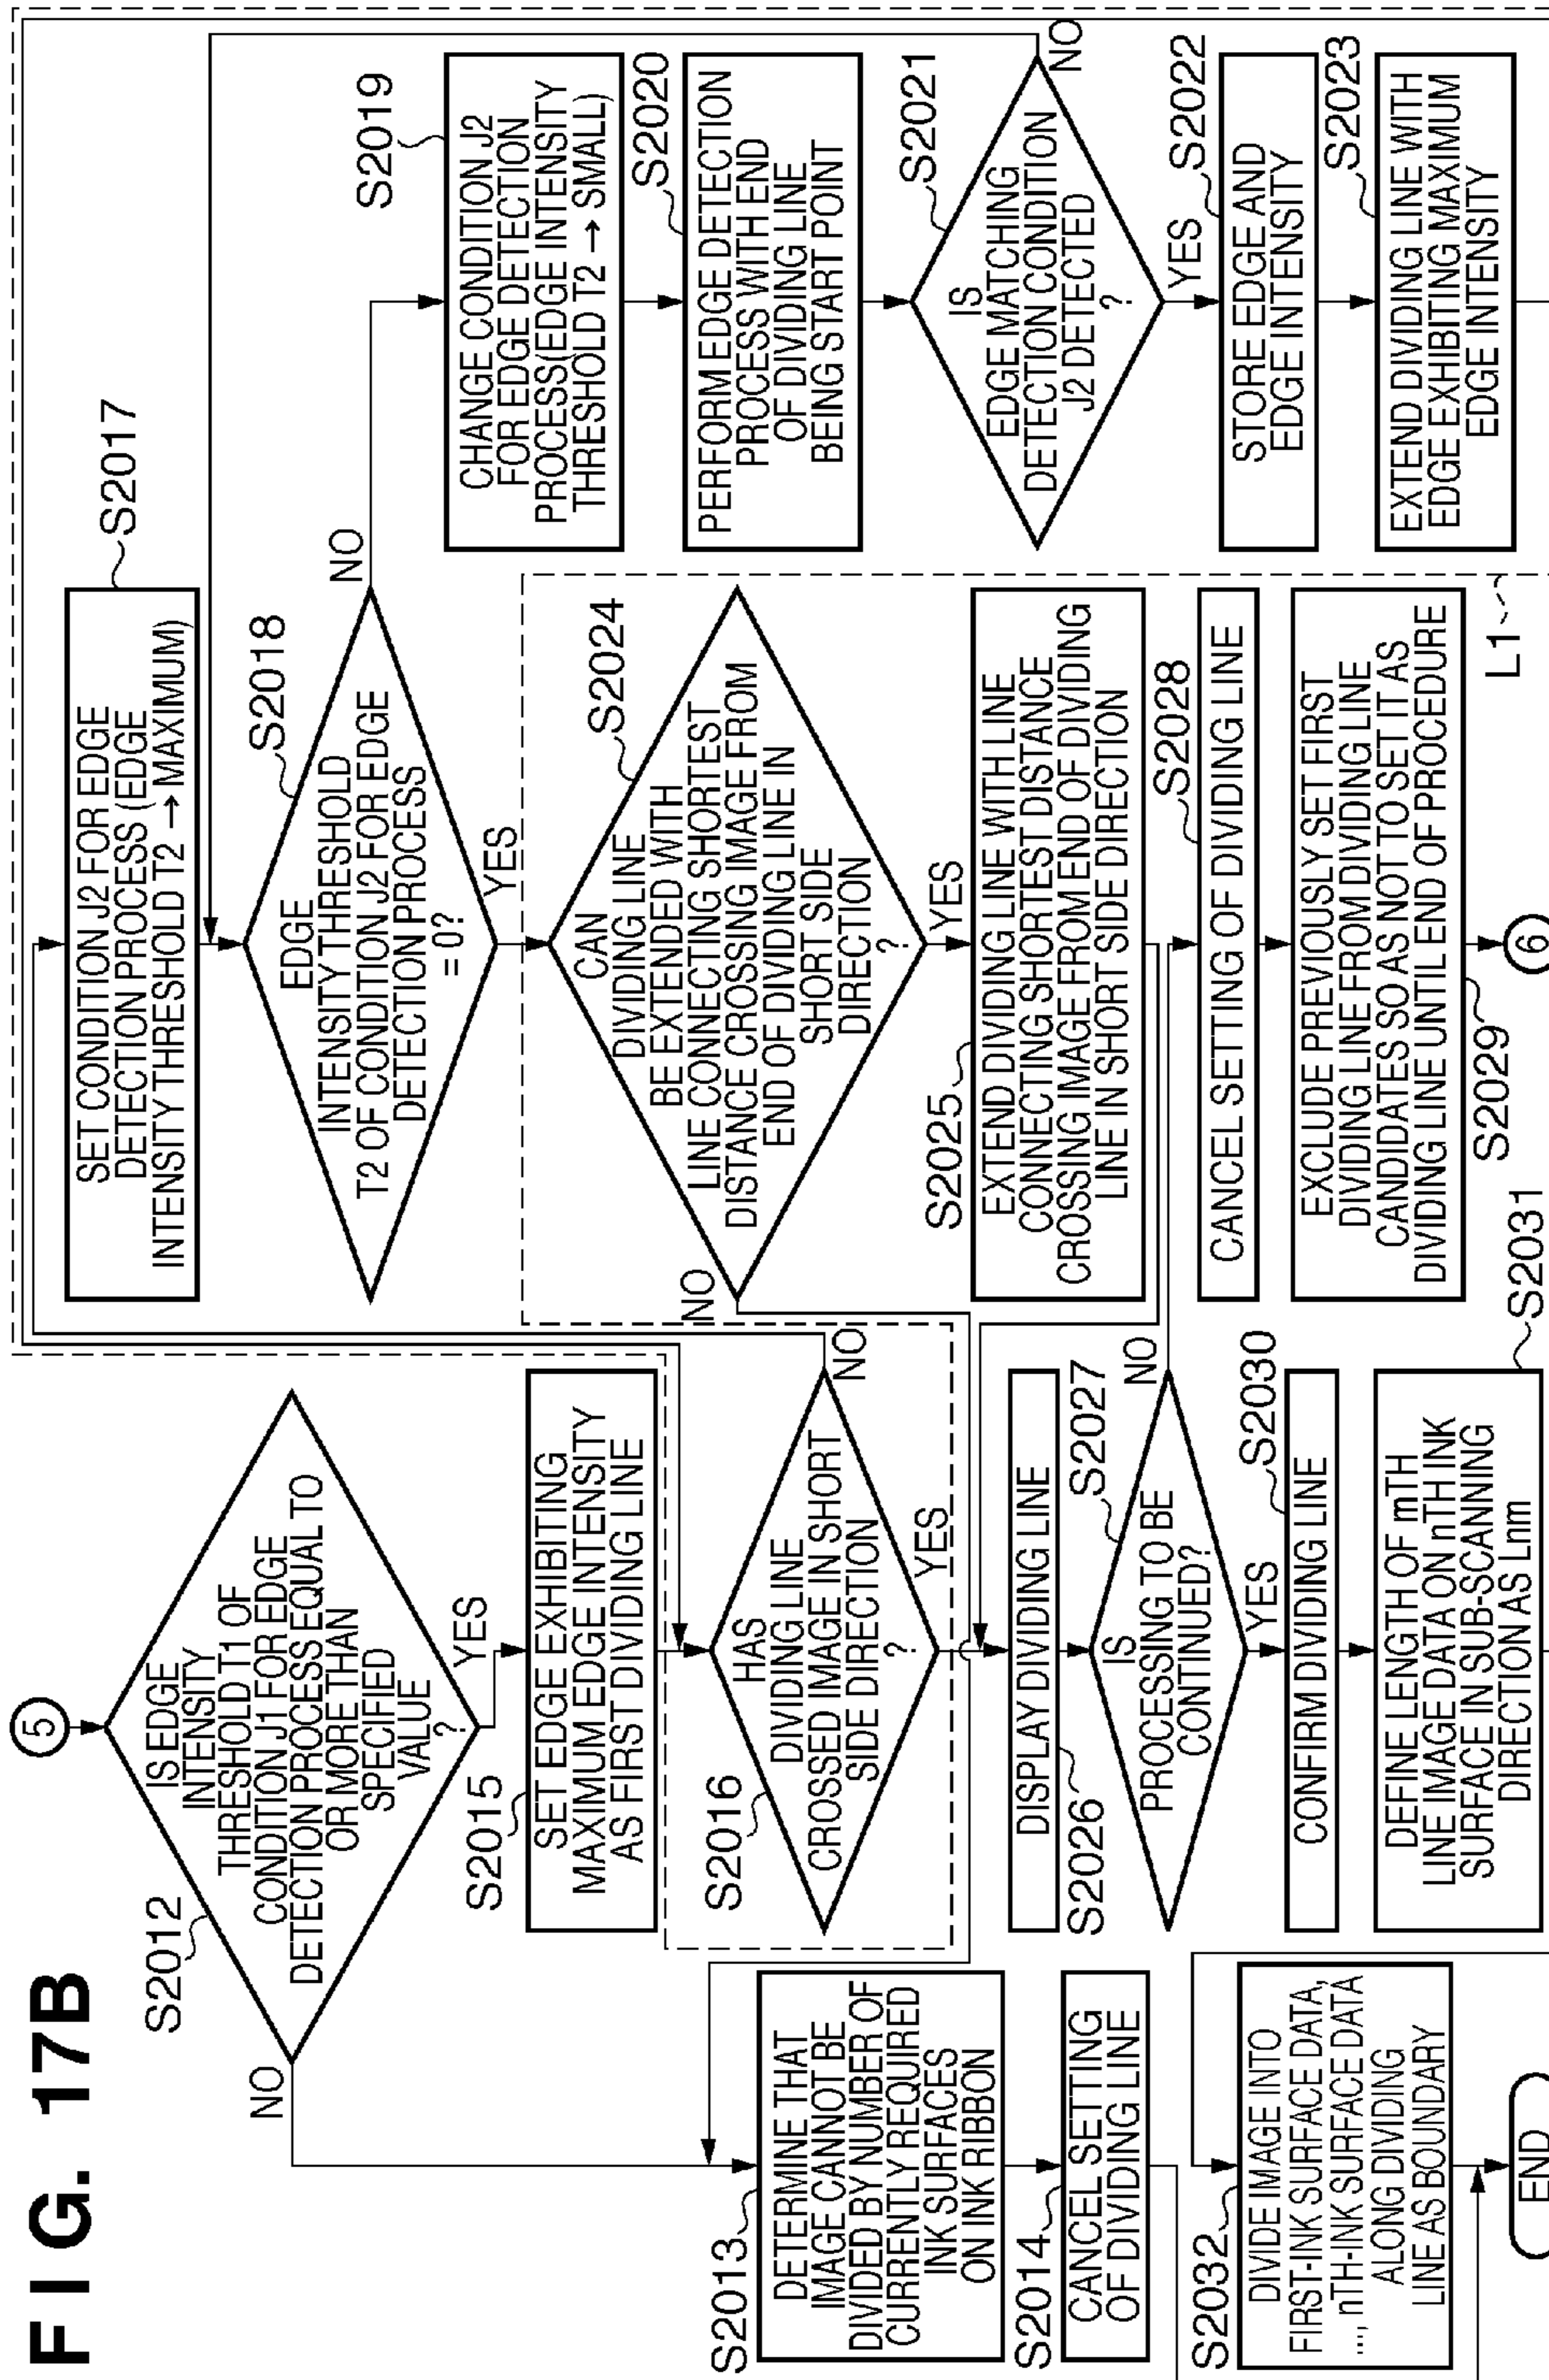 FIG. 17B
5
S2012
IS EDGE
INTENSITY
THRESHOLD T1 OF
CONDITION J1 FOR EDGE
DETECTION PROCESS EQUAL TO
OR MORE THAN
SPECIFIED
VALUE
?
NO
YES
S2013
DETERMINE THAT
IMAGE CANNOT BE
DIVIDED BY NUMBER OF
CURRENTLY REQUIRED
INK SURFACES
ON INK RIBBON
S2014
CANCEL SETTING
OF DIVIDING LINE
S2015
SET EDGE EXHIBITING
MAXIMUM EDGE INTENSITY
AS FIRST DIVIDING LINE
S2016
HAS
DIVIDING LINE
CROSSED IMAGE IN SHORT
SIDE DIRECTION
?
NO
YES
S2017
SET CONDITION J2 FOR EDGE
DETECTION PROCESS (EDGE
INTENSITY THRESHOLD T2 → MAXIMUM)
S2018
EDGE
INTENSITY THRESHOLD
T2 OF CONDITION J2 FOR EDGE
DETECTION PROCESS
= 0?
NO
YES
S2019
CHANGE CONDITION J2
FOR EDGE DETECTION
PROCESS(EDGE INTENSITY
THRESHOLD T2 → SMALL)
S2020
PERFORM EDGE DETECTION
PROCESS WITH END
OF DIVIDING LINE
BEING START POINT
S2021
IS
EDGE MATCHING
DETECTION CONDITION
J2 DETECTED
?
NO
YES
S2022
STORE EDGE AND
EDGE INTENSITY
S2023
EXTEND DIVIDING LINE WITH
EDGE EXHIBITING MAXIMUM
EDGE INTENSITY
S2024
CAN
DIVIDING LINE
BE EXTENDED WITH
LINE CONNECTING SHORTEST
DISTANCE CROSSING IMAGE FROM
END OF DIVIDING LINE IN
SHORT SIDE
DIRECTION
?
NO
YES
S2025
EXTEND DIVIDING LINE WITH LINE
CONNECTING SHORTEST DISTANCE
CROSSING IMAGE FROM END OF DIVIDING
LINE IN SHORT SIDE DIRECTION
S2026
DISPLAY DIVIDING LINE
S2027
IS
PROCESSING TO BE
CONTINUED?
NO
YES
S2028
CANCEL SETTING OF DIVIDING LINE
S2029
EXCLUDE PREVIOUSLY SET FIRST
DIVIDING LINE FROM DIVIDING LINE
CANDIDATES SO AS NOT TO SET IT AS
DIVIDING LINE UNTIL END OF PROCEDURE
6
L1
S2030
CONFIRM DIVIDING LINE
S2031
DEFINE LENGTH OF mTH
LINE IMAGE DATA ON nTH INK
SURFACE IN SUB-SCANNING
DIRECTION AS Lnm
S2032
DIVIDE IMAGE INTO
FIRST-INK SURFACE DATA,
..., nTH-INK SURFACE DATA
ALONG DIVIDING
LINE AS BOUNDARY
END